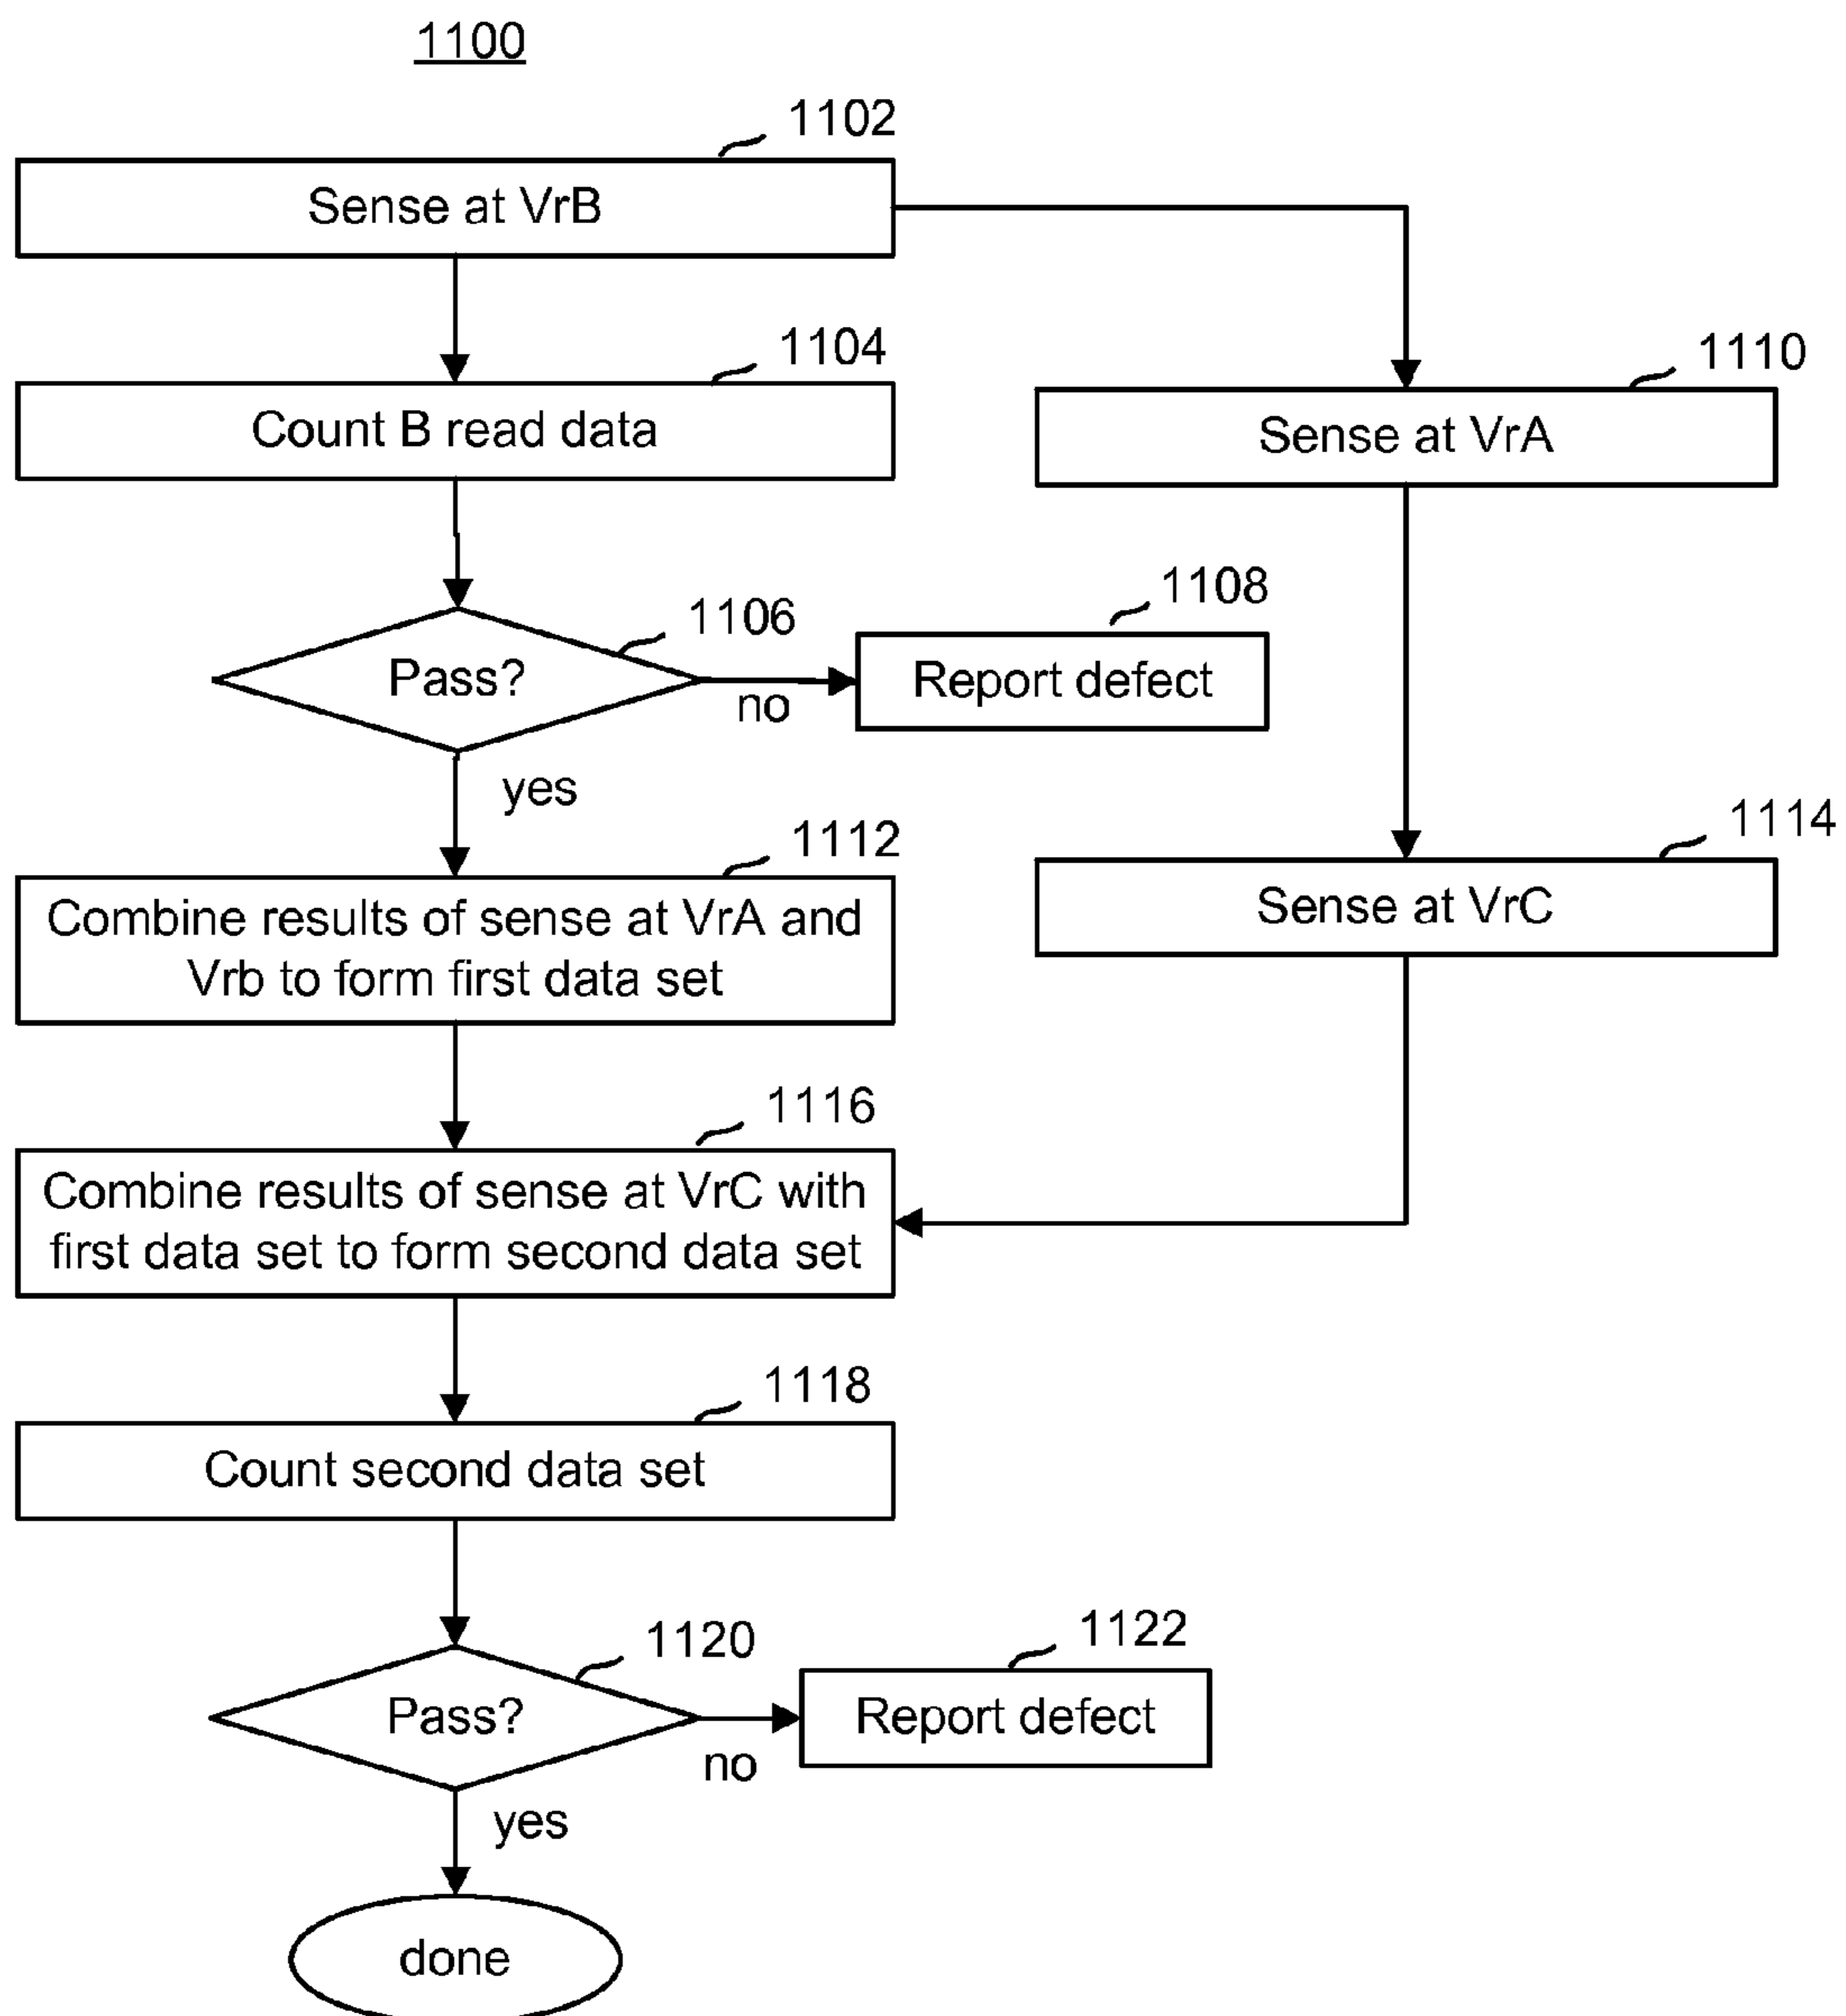 1100
1102
Sense at VrB
1104
Count B read data
1110
Sense at VrA
1106
Pass?
no
1108
Report defect
yes
1112
Combine results of sense at VrA and
Vrb to form first data set
1114
Sense at VrC
1116
Combine results of sense at VrC with
first data set to form second data set
1118
Count second data set
1120
Pass?
no
1122
Report defect
yes
done